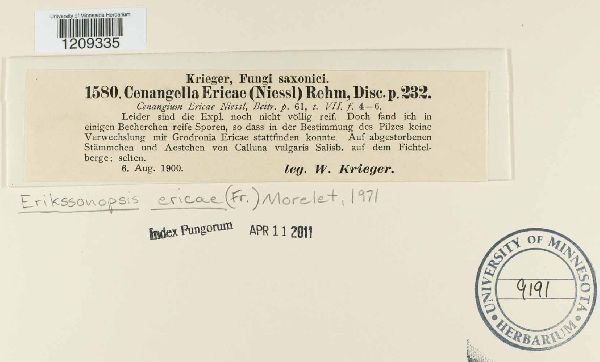 University of Minnesota Herbarium
1209335
Krieger, Fungi saxonici.
1580. Cenangella Ericae (Niessl) Rehm, Disc. p. 232.
Cenangium Ericae Niessl, Beitr. p. 61, t. VII. f. 4—6.
Leider sind die Expl. noch nicht völlig reif. Doch fand ich in
einigen Becherchen reife Sporen, so dass in der Bestimmung des Pilzes keine
Verwechslung mit Grodronia Ericae stattfinden konnte. Auf abgestorbenen
Stämmchen und Aestchen von Calluna vulgaris Salisb. auf dem Fichtel-
berge; selten.
6. Aug. 1900. leg. W. Krieger.
Erikssonopsis ericae (Fr.) Morelet, 1971
Index Pungorum APR 11 2011
UNIVERSITY OF MINNESOTA
9191
HERBARIUM